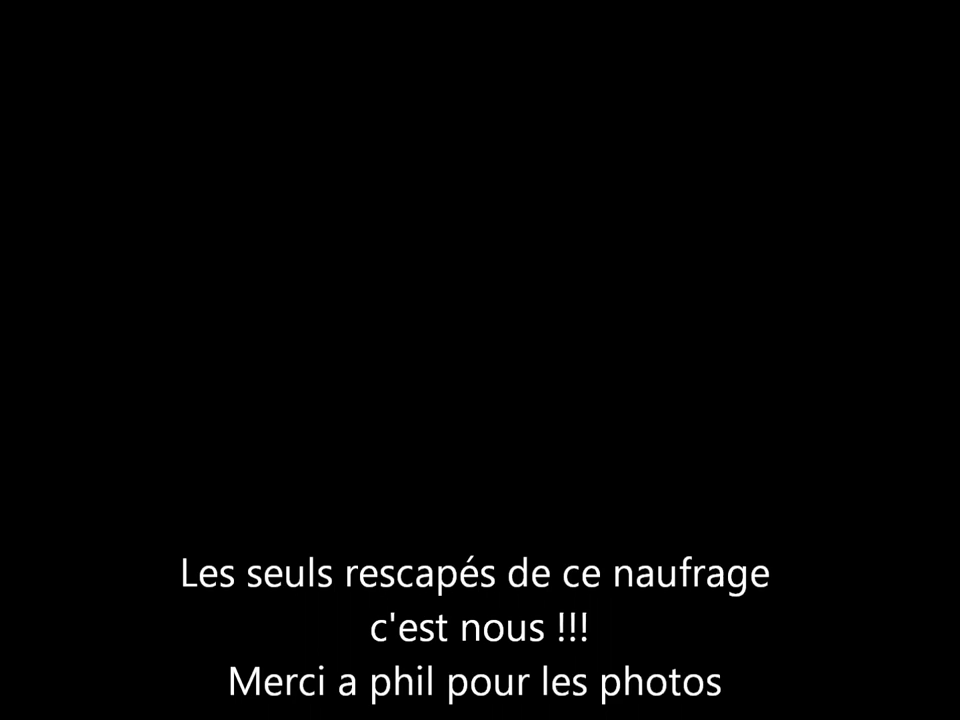 Les seuls rescapés de ce naufrage
c'est nous !!!
Merci a phil pour les photos